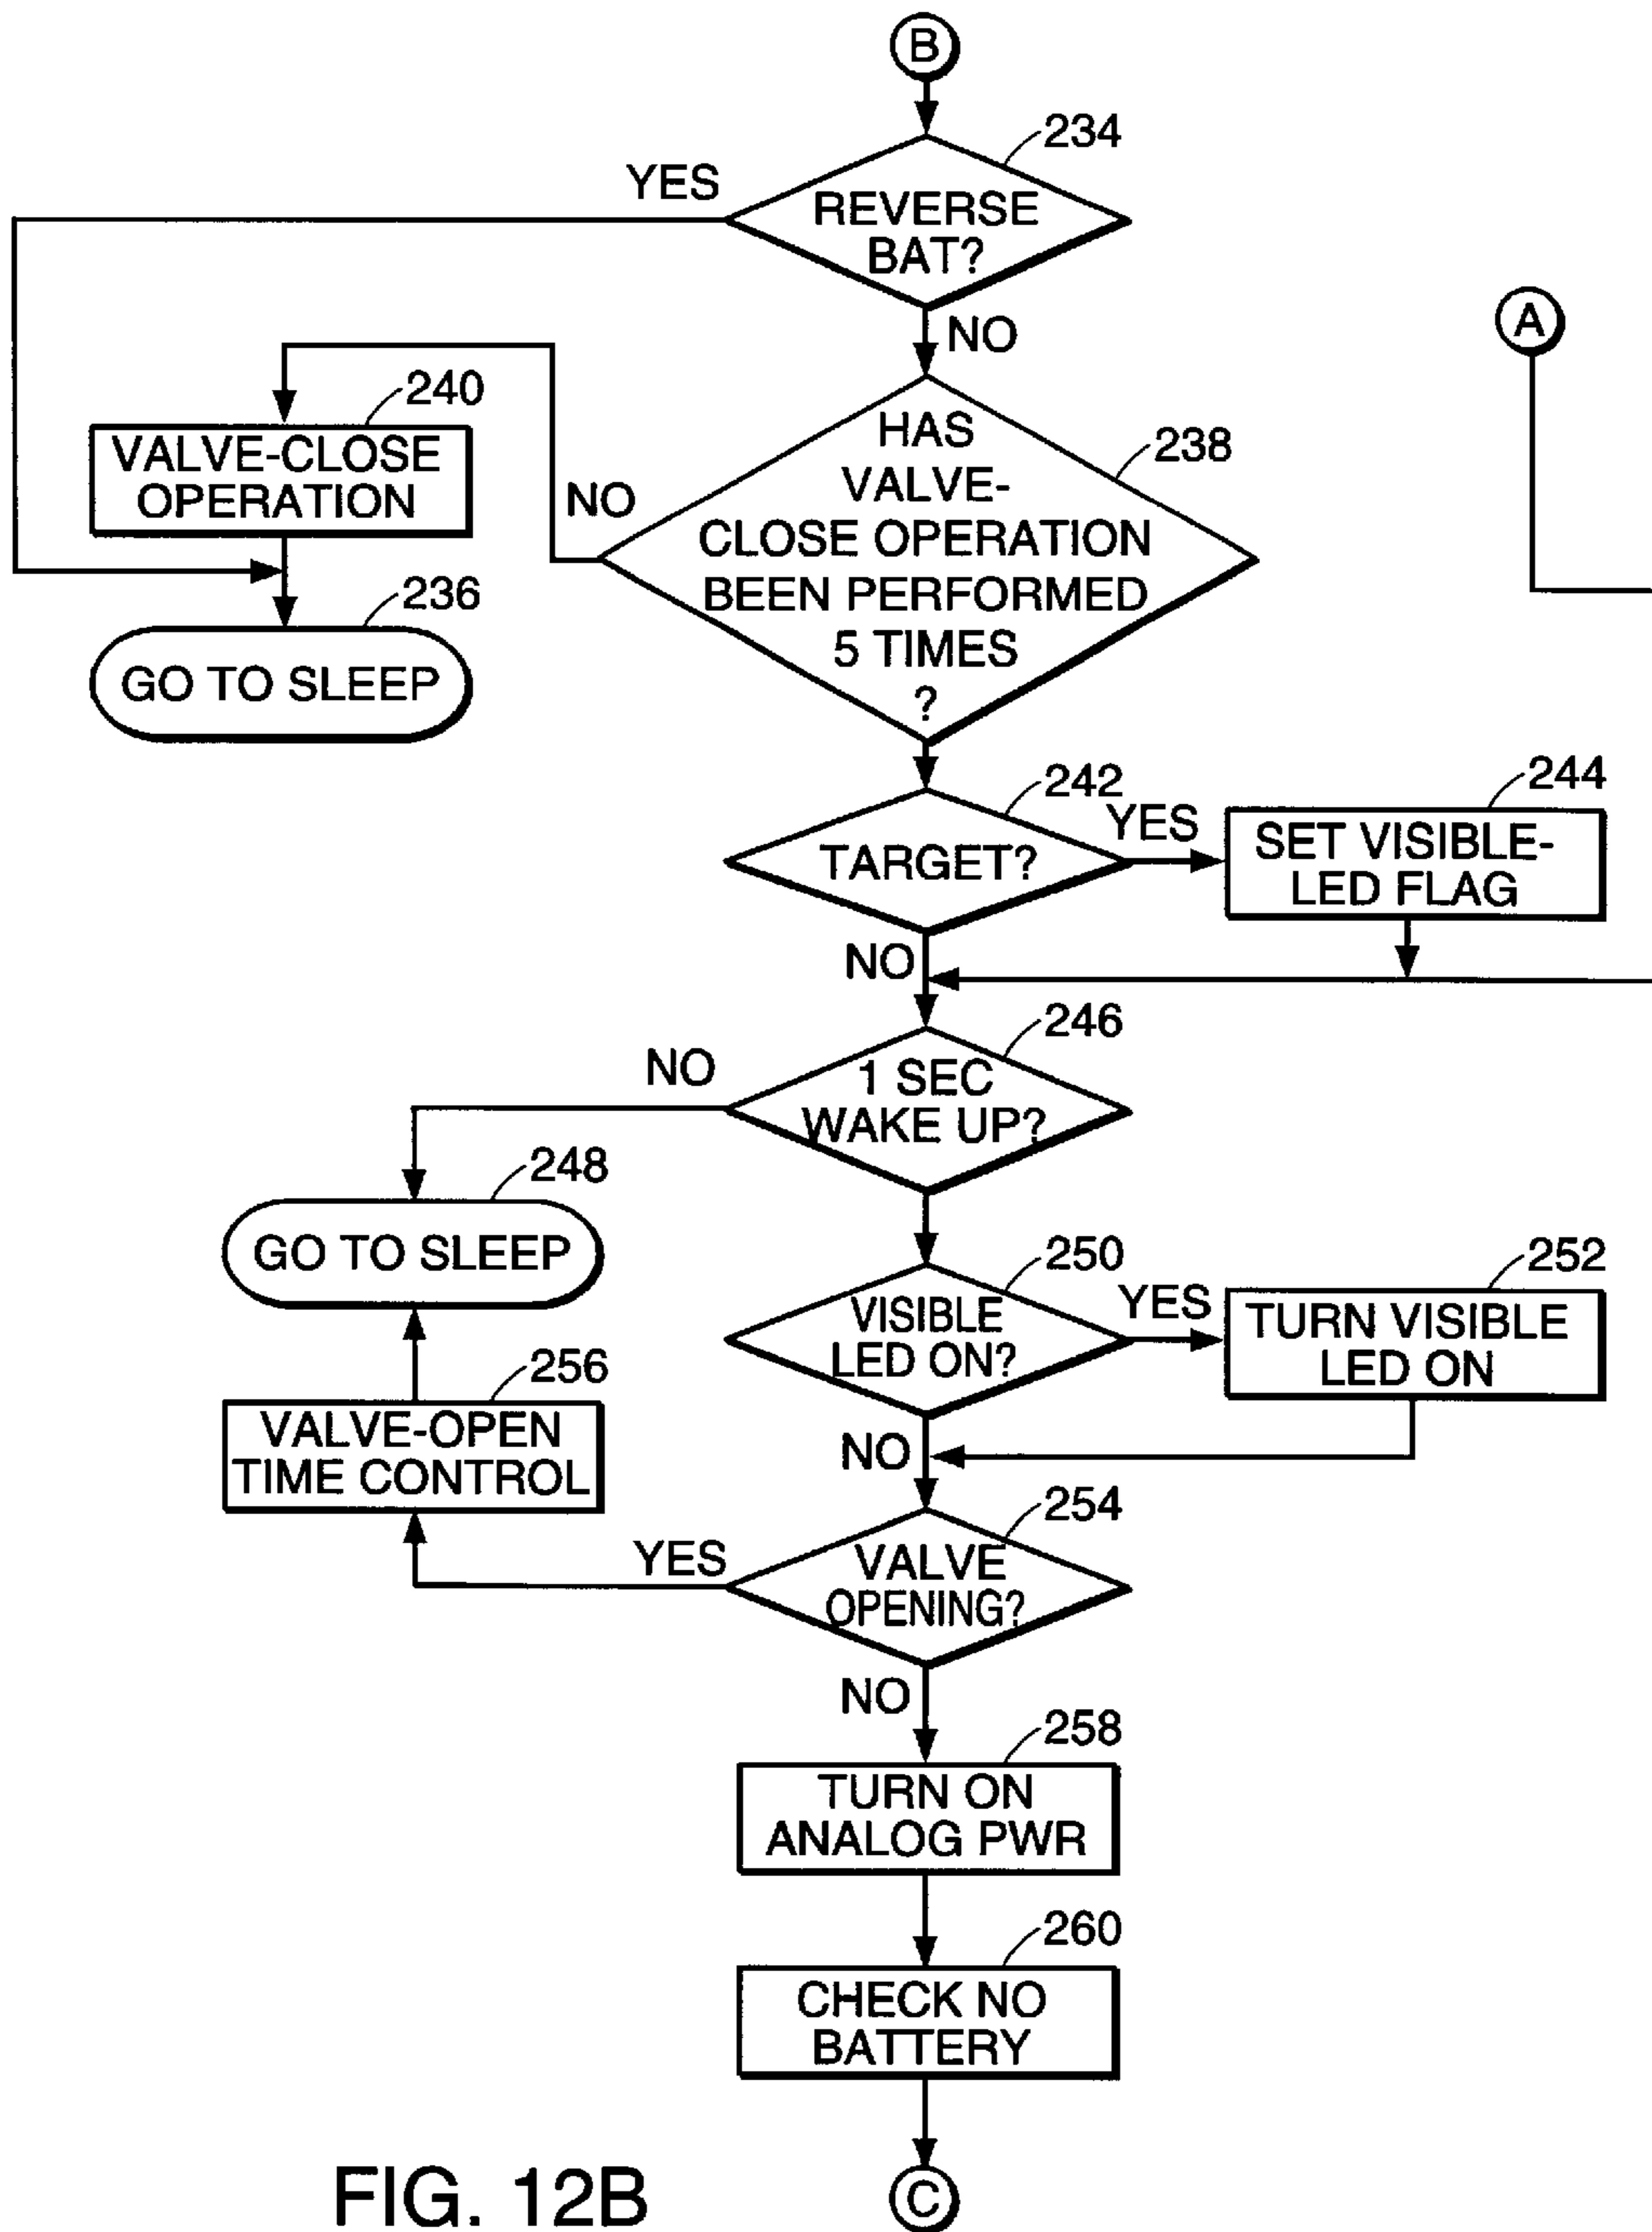 B
234
YES
REVERSE
BAT?
NO
A
240
VALVE-CLOSE
OPERATION
NO
HAS
VALVE-
CLOSE OPERATION
BEEN PERFORMED
5 TIMES
?
238
236
GO TO SLEEP
242
TARGET?
YES
244
SET VISIBLE-
LED FLAG
NO
246
1 SEC
WAKE UP?
NO
248
GO TO SLEEP
250
VISIBLE
LED ON?
YES
252
TURN VISIBLE
LED ON
256
VALVE-OPEN
TIME CONTROL
NO
254
VALVE
OPENING?
YES
NO
258
TURN ON
ANALOG PWR
260
CHECK NO
BATTERY
C
FIG. 12B